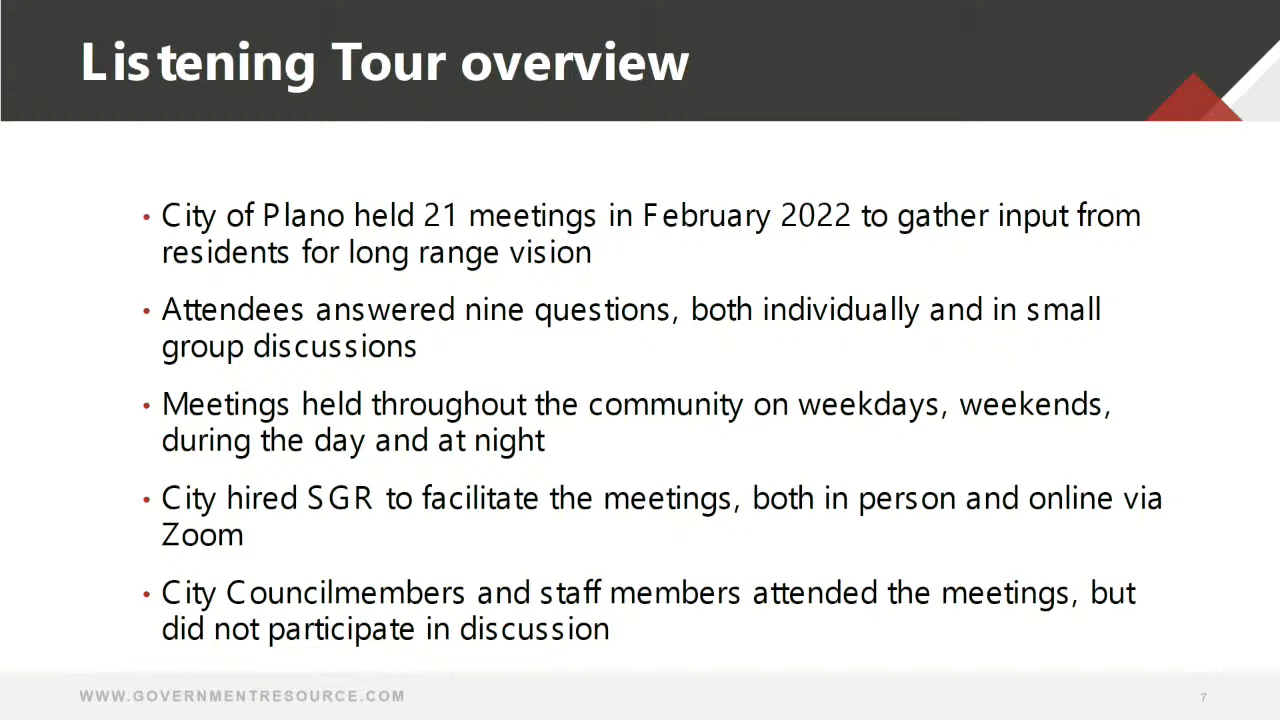 Listening Tour overview
• City of Plano held 21 meetings in February 2022 to gather input from
residents for long range vision
• Attendees answered nine questions, both individually and in small
group discussions
• Meetings held throughout the community on weekdays, weekends,
during the day and at night
• City hired SGR to facilitate the meetings, both in person and online via
Zoom
• City Councilmembers and staff members attended the meetings, but
did not participate in discussion
WWW.GOVERNMENTRESOURCE.COM
7